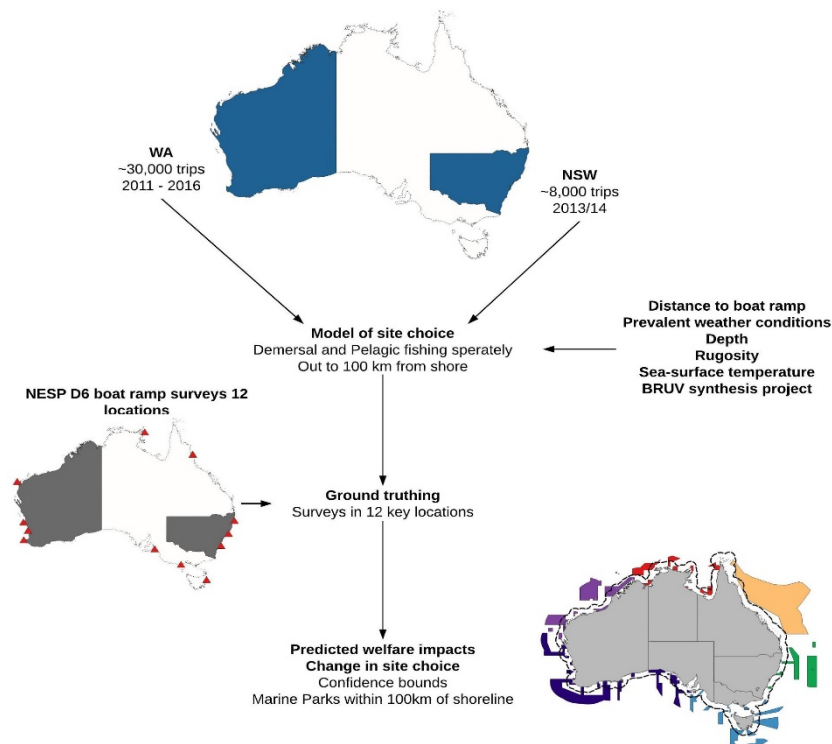 WA
~30,000 trips
2011 - 2016
NSW
~8,000 trips
2013/14
Distance to boat ramp
Prevalent weather conditions
Depth
Rugosity
Sea-surface temperature
BRUV synthesis project
Model of site choice
Demersal and Pelagic fishing sperately
Out to 100 km from shore
NESP D6 boat ramp surveys 12
locations
Ground truthing
Surveys in 12 key locations
Predicted welfare impacts
Change in site choice
Confidence bounds
Marine Parks within 100km of shoreline